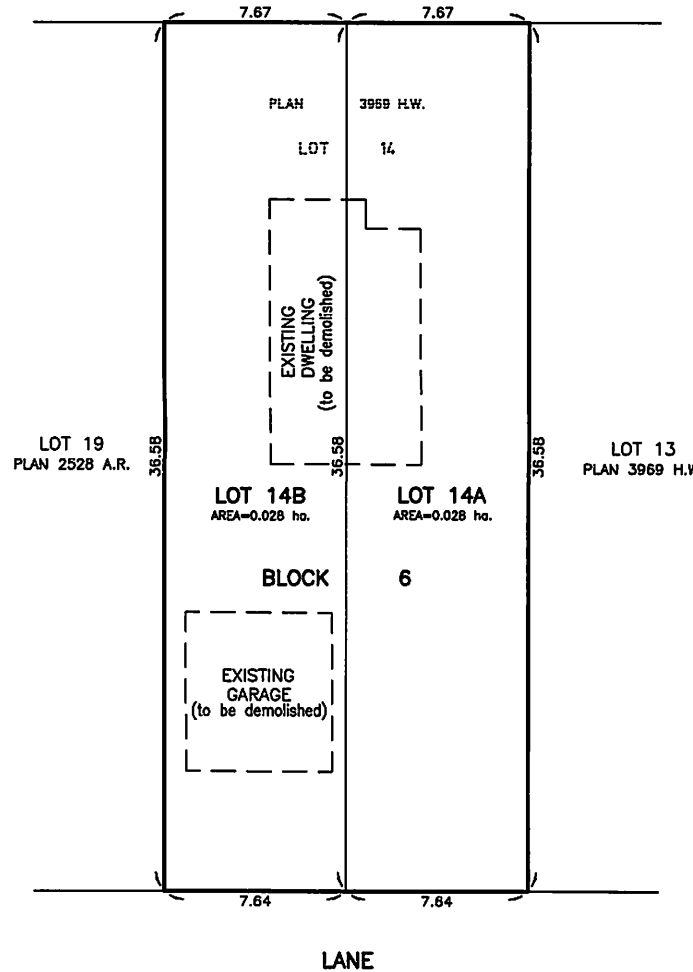 7.67 7.67
PLAN 3969 H.W.
LOT 14
EXISTING
DWELLING
(to be demolished)
36.58 36.58 36.58
LOT 19
PLAN 2528 A.R.
LOT 13
PLAN 3969 H.W
LOT 14B LOT 14A
AREA=0.028 ha. AREA=0.028 ha.
BLOCK 6
EXISTING
GARAGE
(to be demolished)
7.64 7.64
LANE